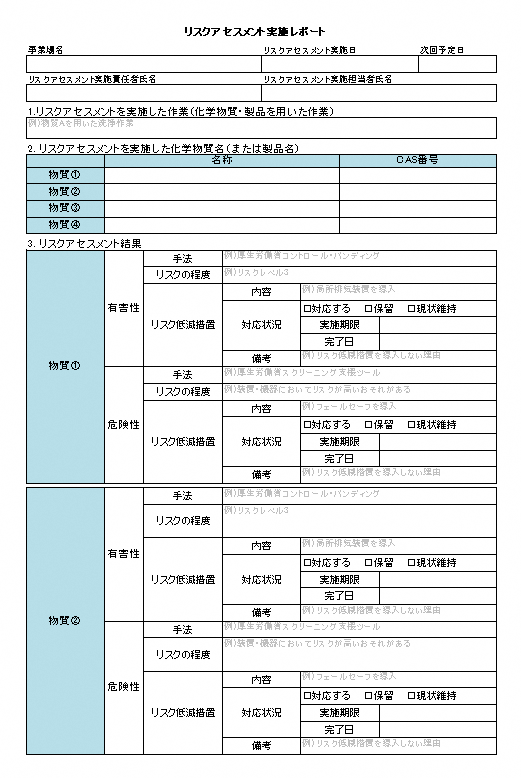 リスクアセスメント実施レポート
事業場名 リスクアセスメント実施日 次回予定日
リスクアセスメント実施責任者氏名 リスクアセスメント実施担当者氏名
1.リスクアセスメントを実施した作業(化学物質・製品を用いた作業)
例)物質Aを用いた洗浄作業
2. リスクアセスメントを実施した化学物質名(または製品名)
名称 CAS番号
物質①
物質②
物質③
物質④
3. リスクアセスメント結果
物質①
有害性
手法 例)厚生労働省コントロール・バンディング
リスクの程度 例)リスクレベル3
リスク低減措置
内容 例)局所排気装置を導入
対応状況
□対応する □保留 □現状維持
実施期限
完了日
備考 例)リスク低減措置を導入しない理由
危険性
手法 例)厚生労働省スクリーニング支援ツール
リスクの程度 例)装置・機器においてリスクが高いおそれがある
リスク低減措置
内容 例)フェールセーフを導入
対応状況
□対応する □保留 □現状維持
実施期限
完了日
備考 例)リスク低減措置を導入しない理由
物質②
有害性
手法 例)厚生労働省コントロール・バンディング
リスクの程度 例)リスクレベル3
リスク低減措置
内容 例)局所排気装置を導入
対応状況
□対応する □保留 □現状維持
実施期限
完了日
備考 例)リスク低減措置を導入しない理由
危険性
手法 例)厚生労働省スクリーニング支援ツール
リスクの程度 例)装置・機器においてリスクが高いおそれがある
リスク低減措置
内容 例)フェールセーフを導入
対応状況
□対応する □保留 □現状維持
実施期限
完了日
備考 例)リスク低減措置を導入しない理由